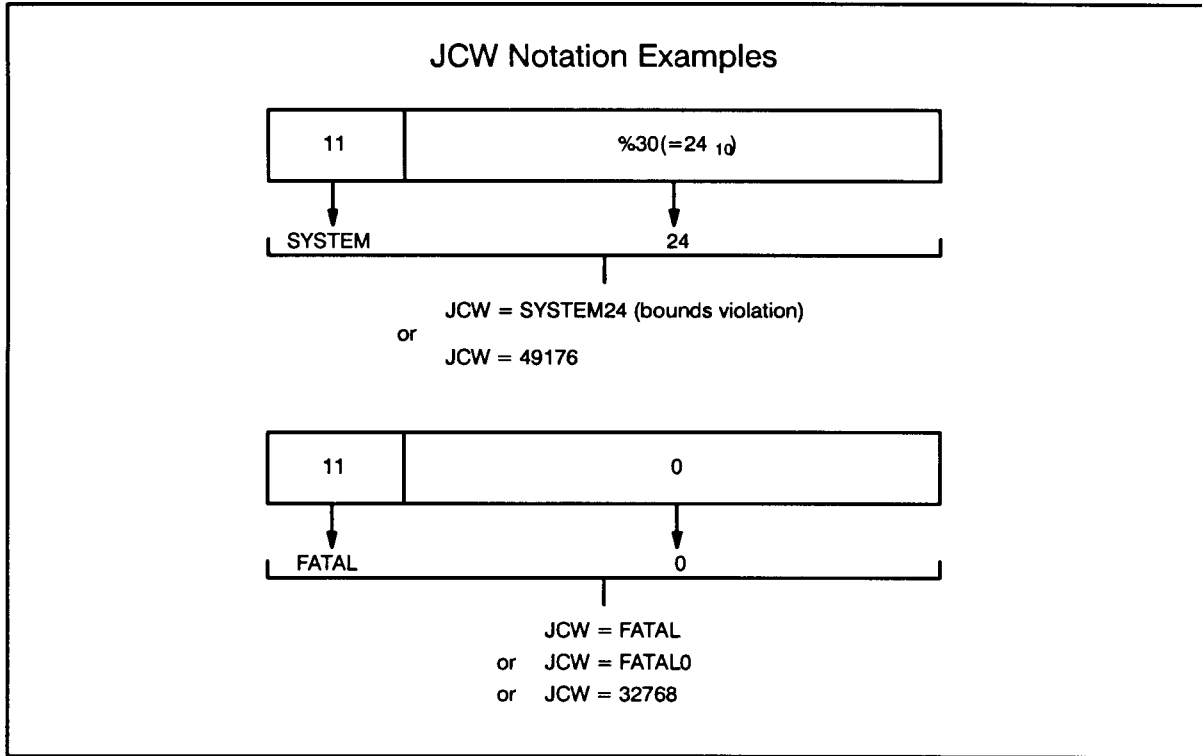 JCW Notation Examples
11 %30(=24 10)
SYSTEM 24
JCW = SYSTEM24 (bounds violation)
or
JCW = 49176
11 0
FATAL 0
JCW = FATAL
or JCW = FATAL0
or JCW = 32768